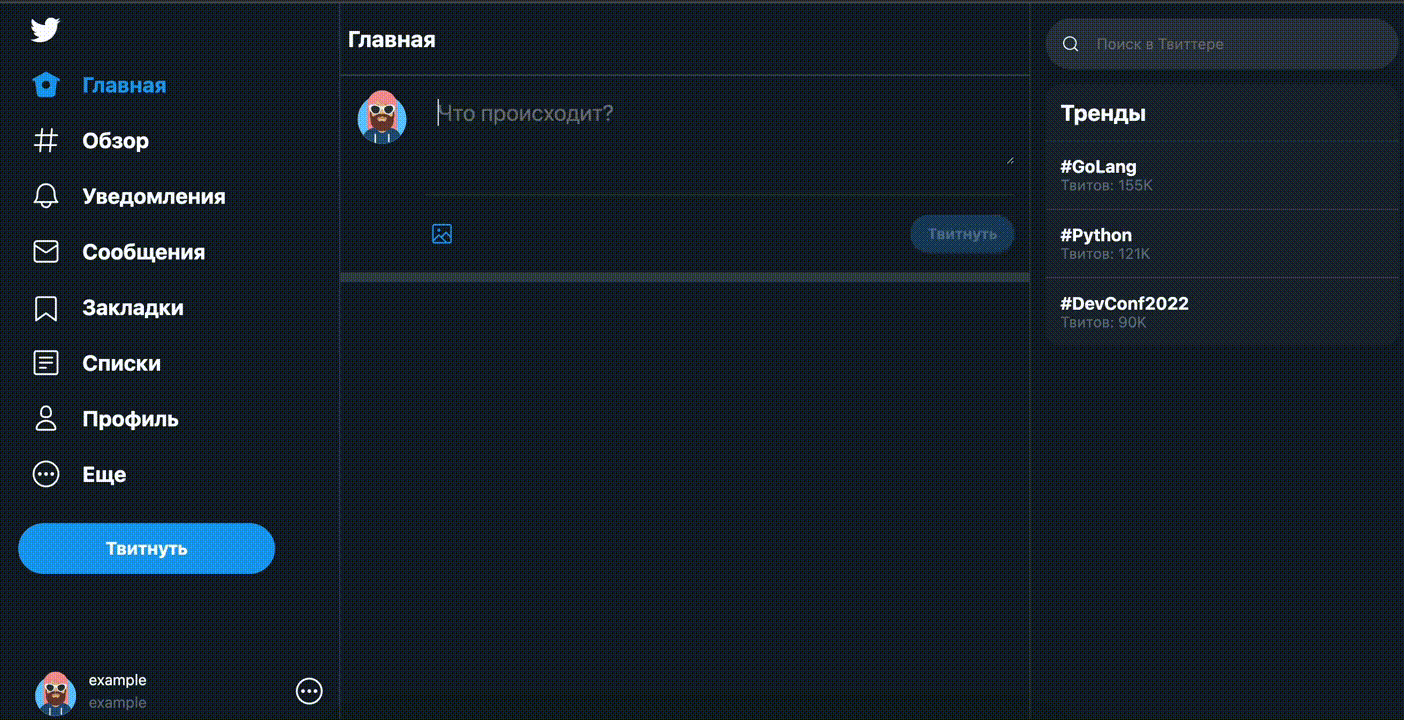 Главная
Обзор
Уведомления
Сообщения
Закладки
Списки
Профиль
Еще
Твитнуть
example
example
Главная
Что происходит?
Твитнуть
Поиск в Твиттере
Тренды
#GoLang
Твитов: 155K
#Python
Твитов: 121K
#DevConf2022
Твитов: 90K